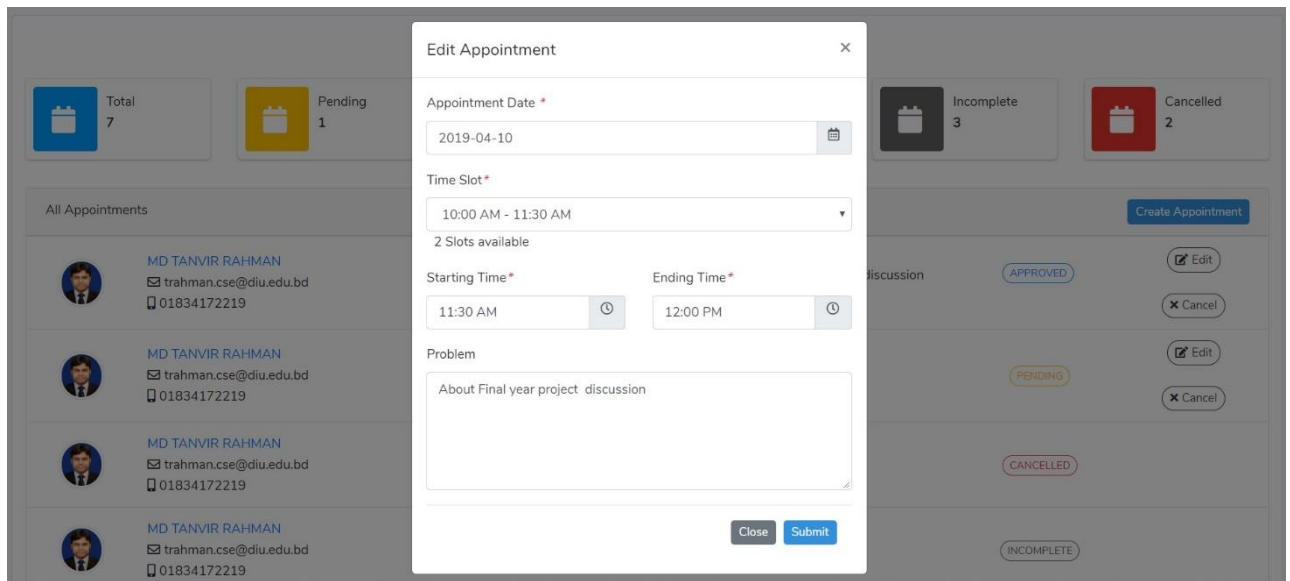 Edit Appointment
×
Total
7
Pending
1
Incomplete
3
Cancelled
2
Appointment Date *
2019-04-10
Time Slot*
10:00 AM - 11:30 AM
2 Slots available
Starting Time*
Ending Time*
11:30 AM
12:00 PM
Problem
About Final year project discussion
Close
Submit
All Appointments
Create Appointment
MD TANVIR RAHMAN
trahman.cse@diu.edu.bd
01834172219
discussion
APPROVED
Edit
Cancel
MD TANVIR RAHMAN
trahman.cse@diu.edu.bd
01834172219
PENDING
Edit
Cancel
MD TANVIR RAHMAN
trahman.cse@diu.edu.bd
01834172219
CANCELLED
MD TANVIR RAHMAN
trahman.cse@diu.edu.bd
01834172219
INCOMPLETE